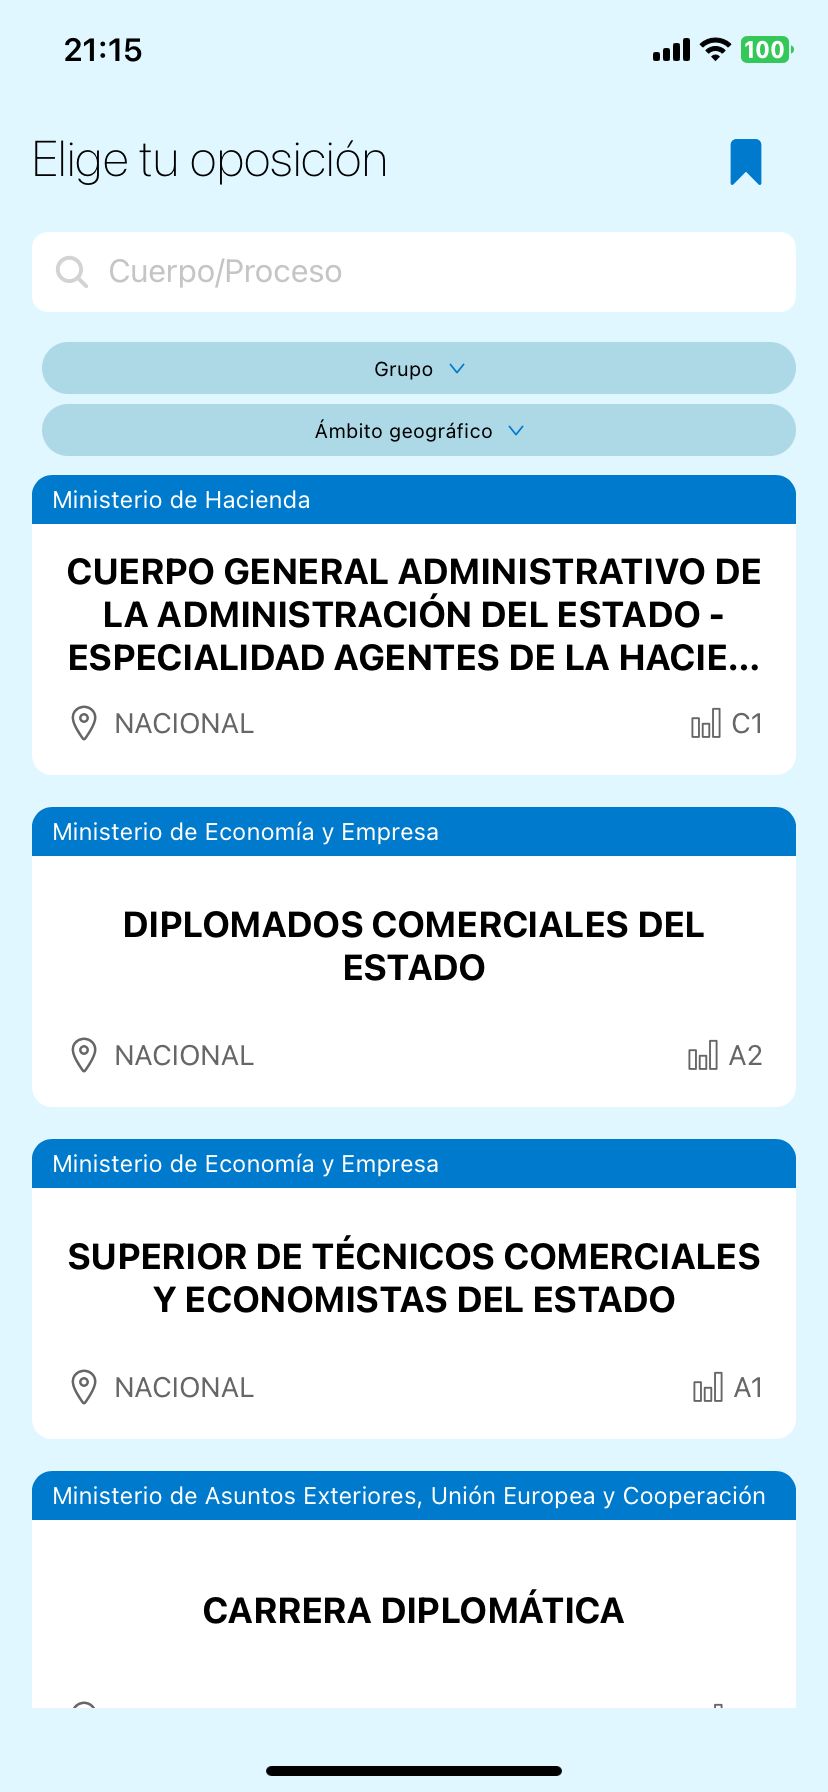 21:15
100
Elige tu oposición
Cuerpo/Proceso
Grupo
Ámbito geográfico
Ministerio de Hacienda
CUERPO GENERAL ADMINISTRATIVO DE
LA ADMINISTRACIÓN DEL ESTADO -
ESPECIALIDAD AGENTES DE LA HACIE...
NACIONAL C1
Ministerio de Economía y Empresa
DIPLOMADOS COMERCIALES DEL
ESTADO
NACIONAL A2
Ministerio de Economía y Empresa
SUPERIOR DE TÉCNICOS COMERCIALES
Y ECONOMISTAS DEL ESTADO
NACIONAL A1
Ministerio de Asuntos Exteriores, Unión Europea y Cooperación
CARRERA DIPLOMÁTICA